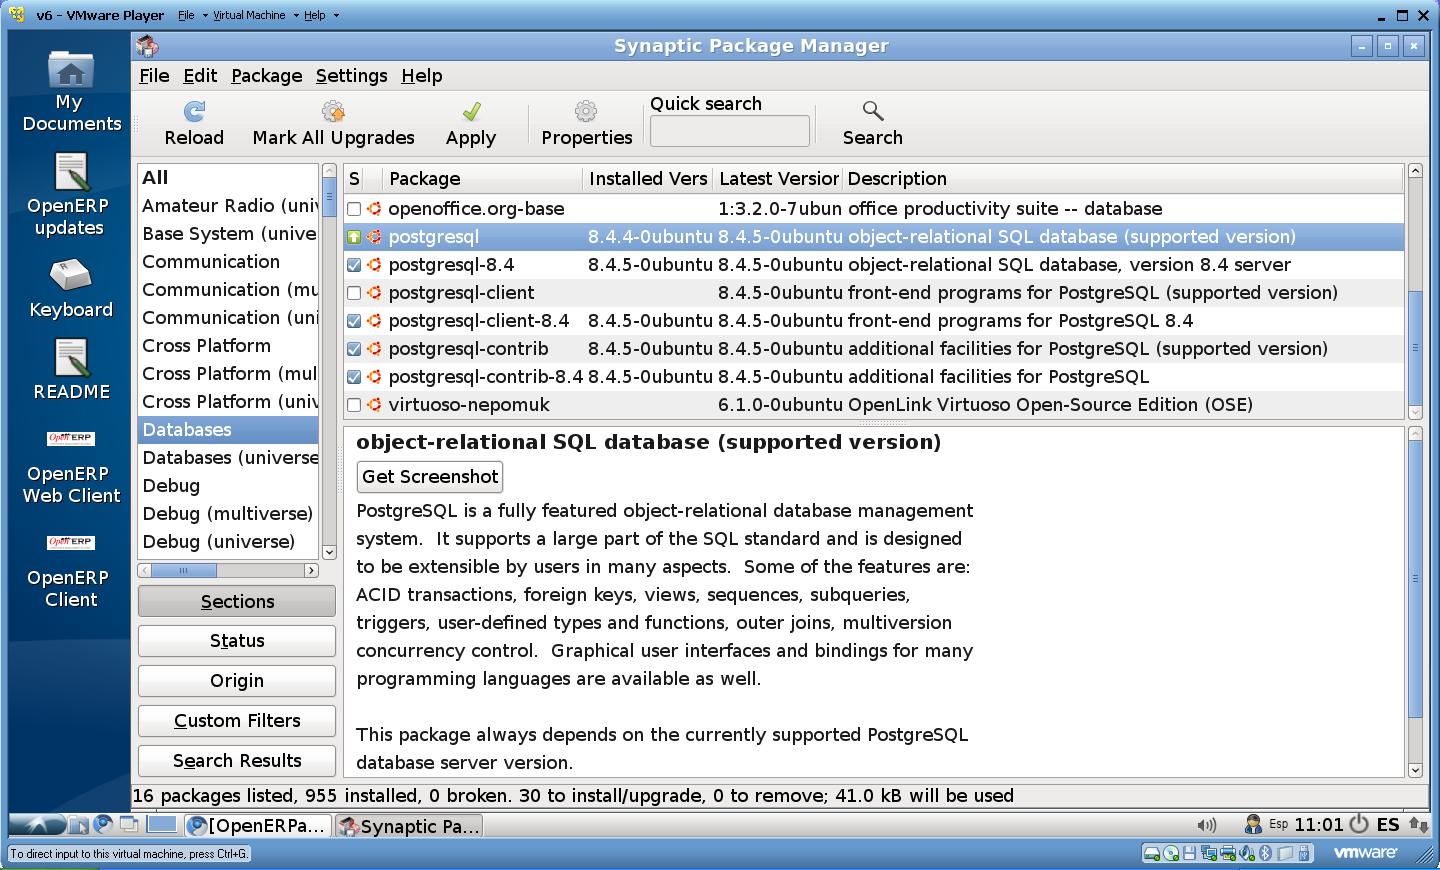 v6 - VMware Player File Virtual Machine Help
Synaptic Package Manager
My
Documents
OpenERP
updates
Keyboard
README
OpenERP
OpenERP
Web Client
OpenERP
OpenERP
Client
File Edit Package Settings Help
Reload
Mark All Upgrades
Apply
Properties
Quick search
Search
All
Amateur Radio (univ
Base System (unive
Communication
Communication (mu
Communication (uni
Cross Platform
Cross Platform (mul
Cross Platform (univ
Databases
Databases (universe
Debug
Debug (multiverse)
Debug (universe)
Sections
Status
Origin
Custom Filters
Search Results
S Package Installed Vers Latest Version Description
openoffice.org-base 1:3.2.0-7ubun office productivity suite -- database
postgresql 8.4.4-0ubuntu 8.4.5-0ubuntu object-relational SQL database (supported version)
postgresql-8.4 8.4.5-0ubuntu 8.4.5-0ubuntu object-relational SQL database, version 8.4 server
postgresql-client 8.4.5-0ubuntu front-end programs for PostgreSQL (supported version)
postgresql-client-8.4 8.4.5-0ubuntu 8.4.5-0ubuntu front-end programs for PostgreSQL 8.4
postgresql-contrib 8.4.5-0ubuntu 8.4.5-0ubuntu additional facilities for PostgreSQL (supported version)
postgresql-contrib-8.4 8.4.5-0ubuntu 8.4.5-0ubuntu additional facilities for PostgreSQL
virtuoso-nepomuk 6.1.0-0ubuntu OpenLink Virtuoso Open-Source Edition (OSE)
object-relational SQL database (supported version)
Get Screenshot
PostgreSQL is a fully featured object-relational database management
system. It supports a large part of the SQL standard and is designed
to be extensible by users in many aspects. Some of the features are:
ACID transactions, foreign keys, views, sequences, subqueries,
triggers, user-defined types and functions, outer joins, multiversion
concurrency control. Graphical user interfaces and bindings for many
programming languages are available as well.
This package always depends on the currently supported PostgreSQL
database server version.
16 packages listed, 955 installed, 0 broken. 30 to install/upgrade, 0 to remove; 41.0 kB will be used
[OpenERPa...
Synaptic Pa...
Esp 11:01 ES
To direct input to this virtual machine, press Ctrl+G.
vmware